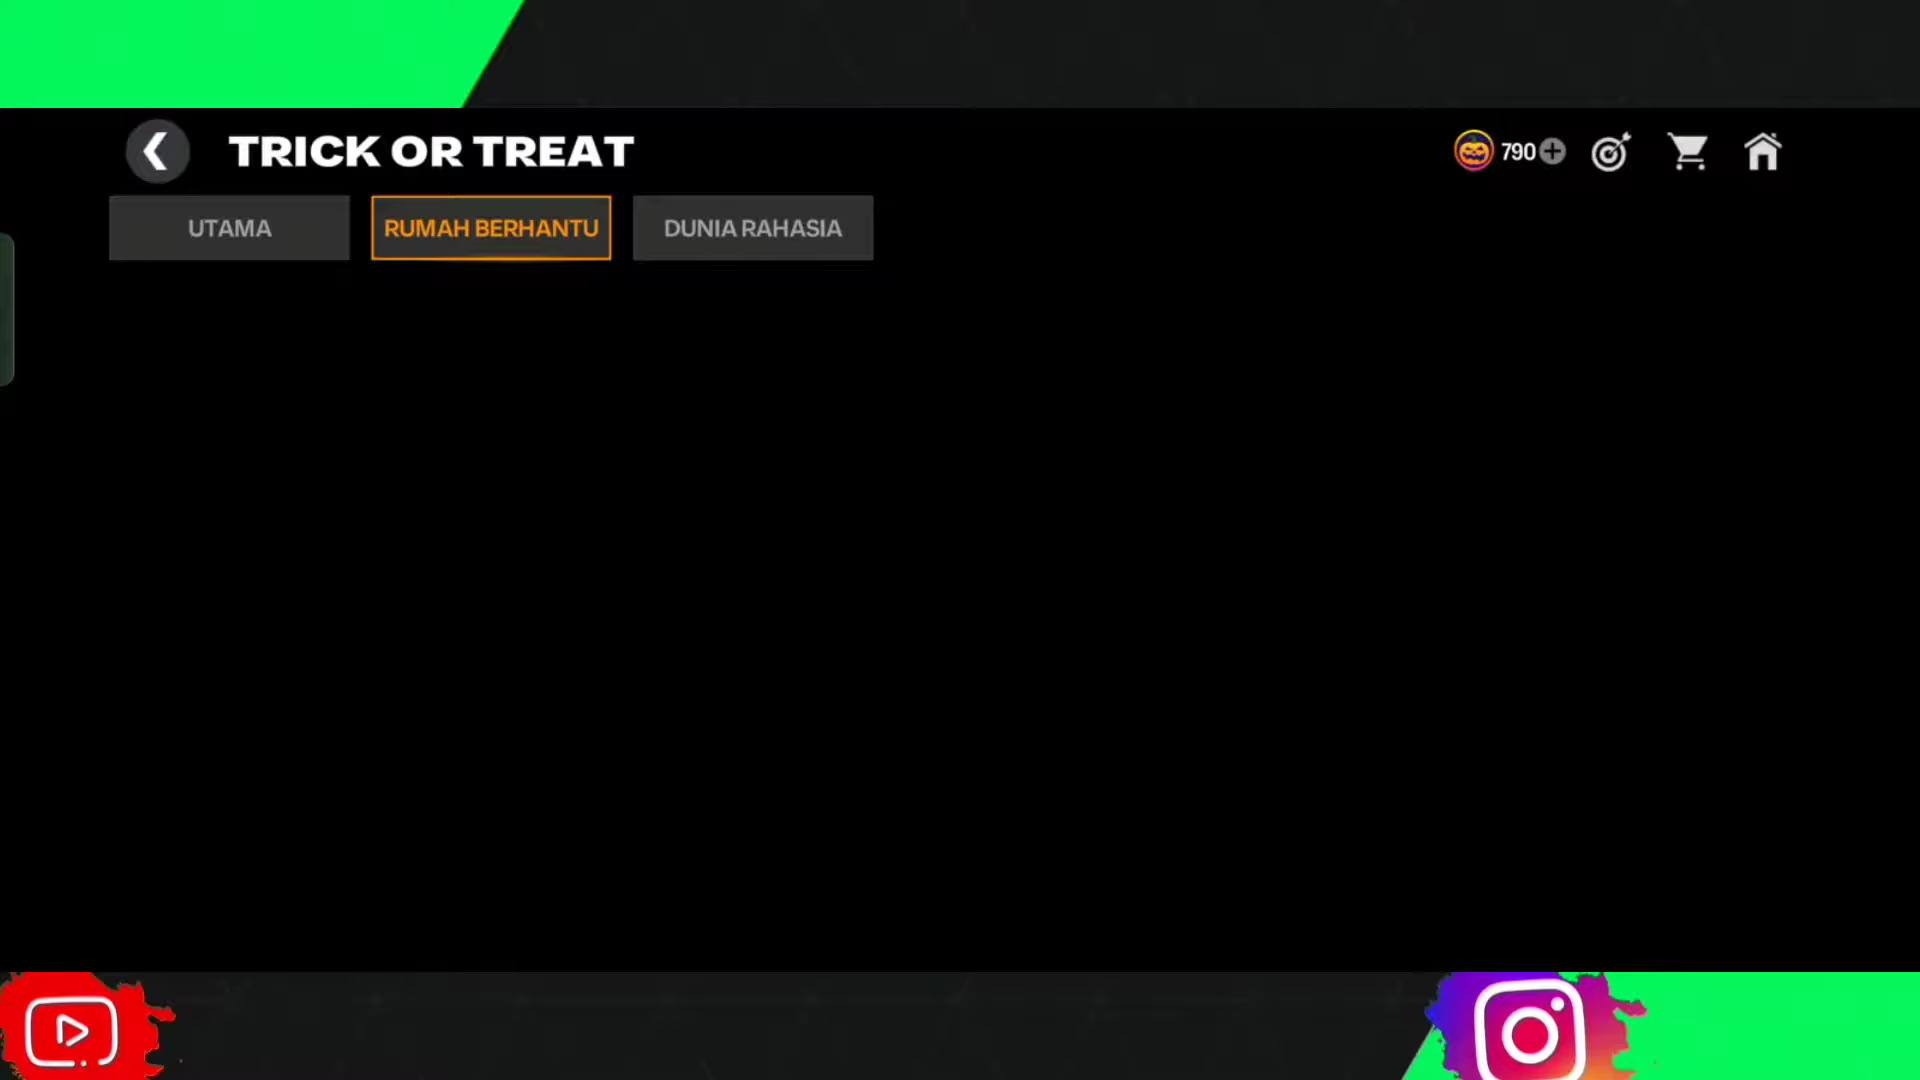 TRICK OR TREAT
790
UTAMA
RUMAH BERHANTU
DUNIA RAHASIA